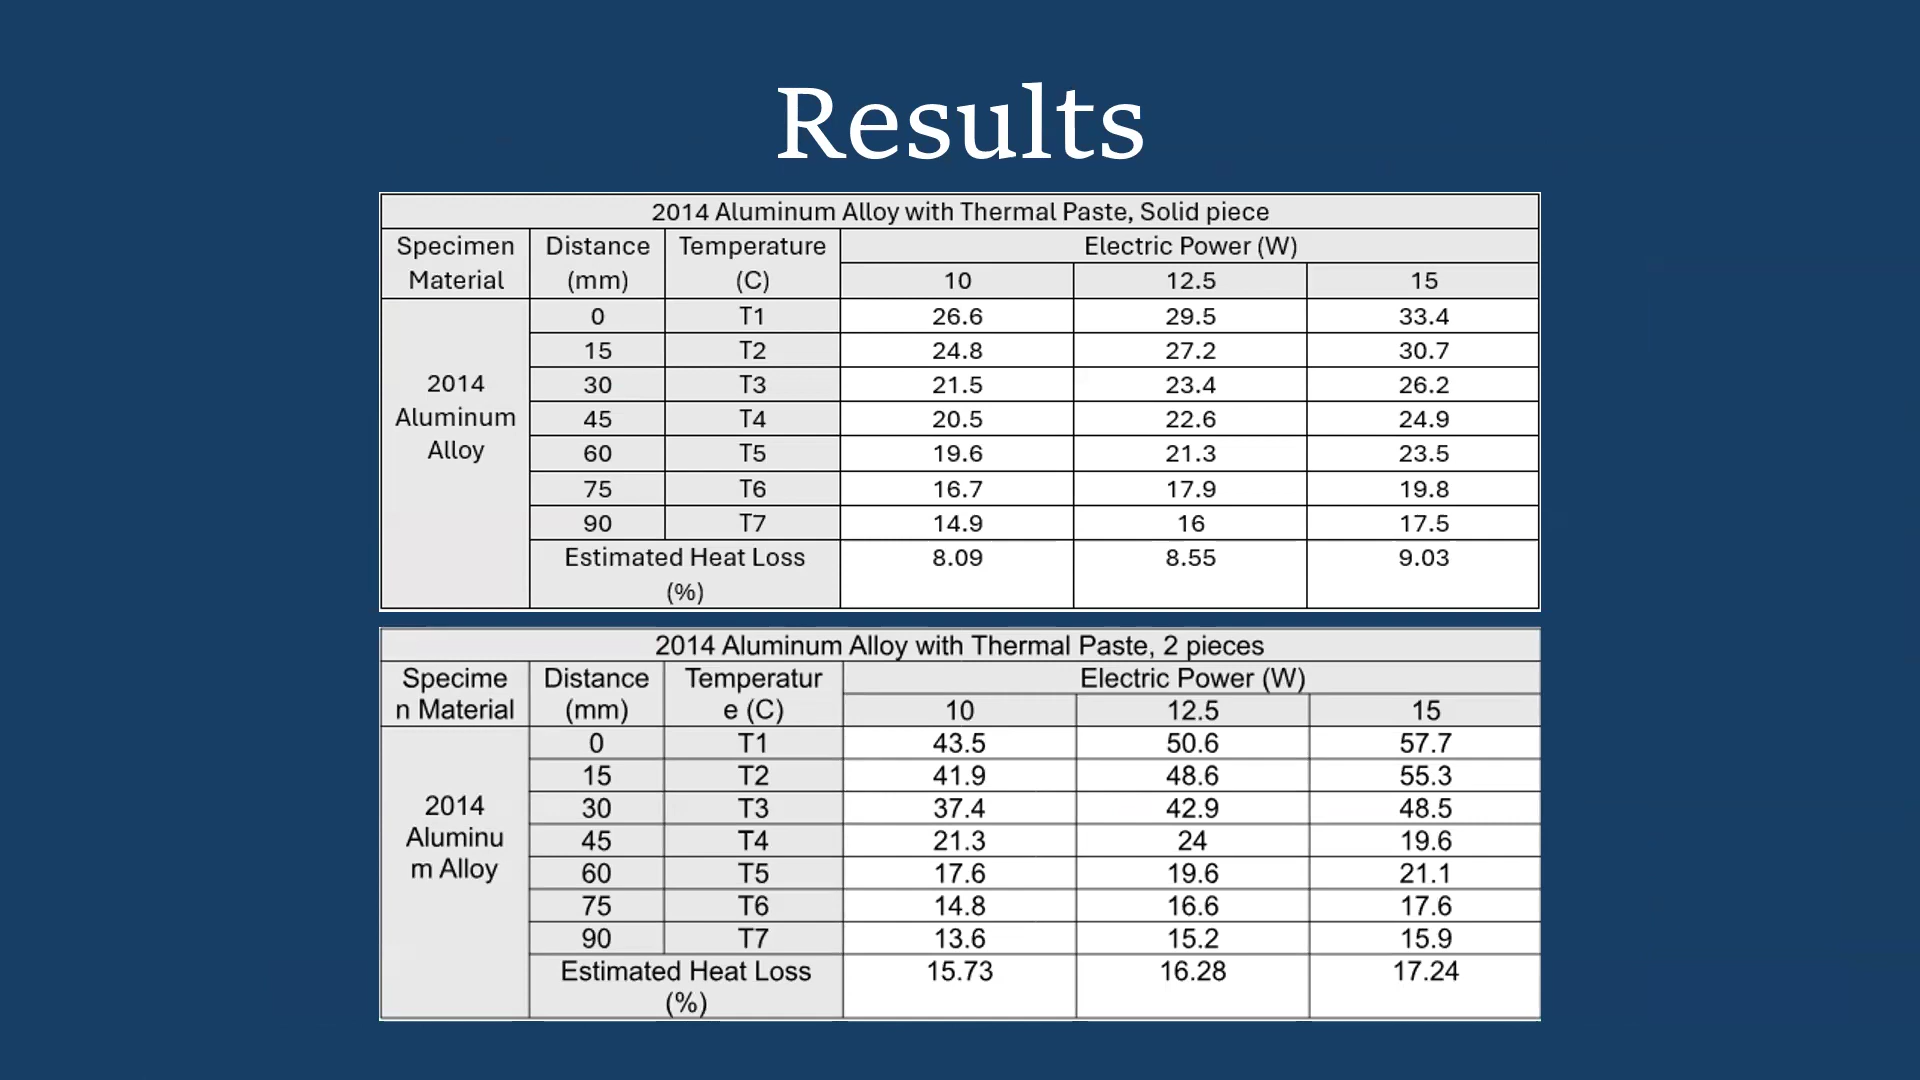 Results
2014 Aluminum Alloy with Thermal Paste, Solid piece
Specimen Material Distance (mm) Temperature (C) Electric Power (W)
10 12.5 15
2014 Aluminum Alloy
0 T1 26.6 29.5 33.4
15 T2 24.8 27.2 30.7
30 T3 21.5 23.4 26.2
45 T4 20.5 22.6 24.9
60 T5 19.6 21.3 23.5
75 T6 16.7 17.9 19.8
90 T7 14.9 16 17.5
Estimated Heat Loss (%) 8.09 8.55 9.03
2014 Aluminum Alloy with Thermal Paste, 2 pieces
Specime n Material Distance (mm) Temperatur e (C) Electric Power (W)
10 12.5 15
2014 Aluminu m Alloy
0 T1 43.5 50.6 57.7
15 T2 41.9 48.6 55.3
30 T3 37.4 42.9 48.5
45 T4 21.3 24 19.6
60 T5 17.6 19.6 21.1
75 T6 14.8 16.6 17.6
90 T7 13.6 15.2 15.9
Estimated Heat Loss (%) 15.73 16.28 17.24